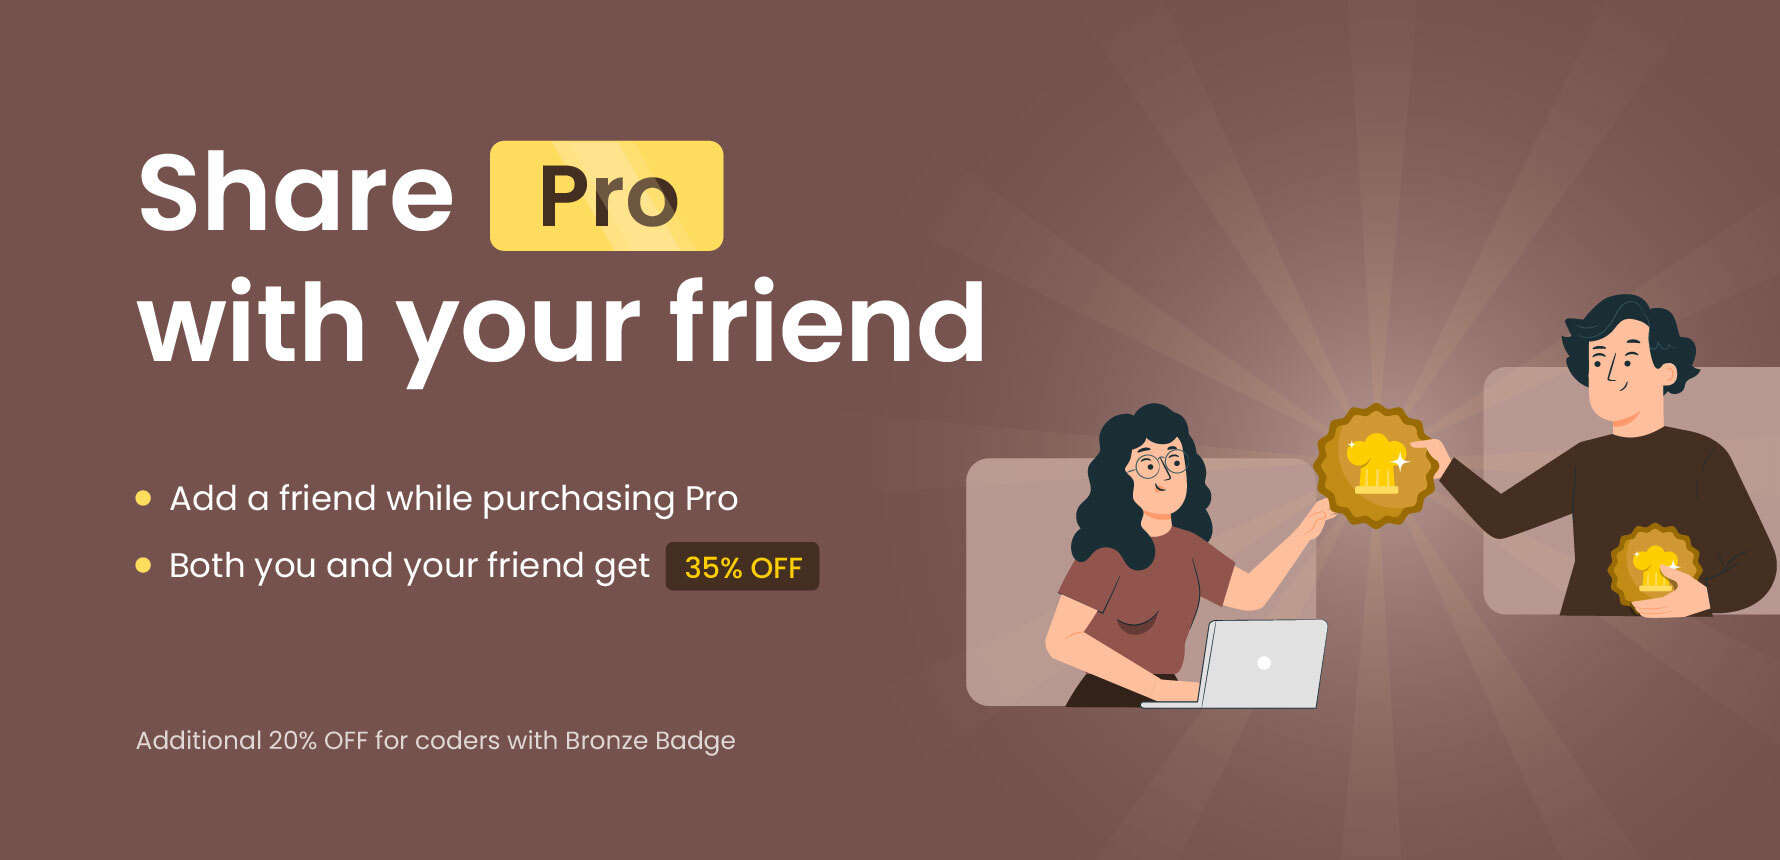 Share Pro
with your friend
Add a friend while purchasing Pro
Both you and your friend get 35% OFF
Additional 20% OFF for coders with Bronze Badge